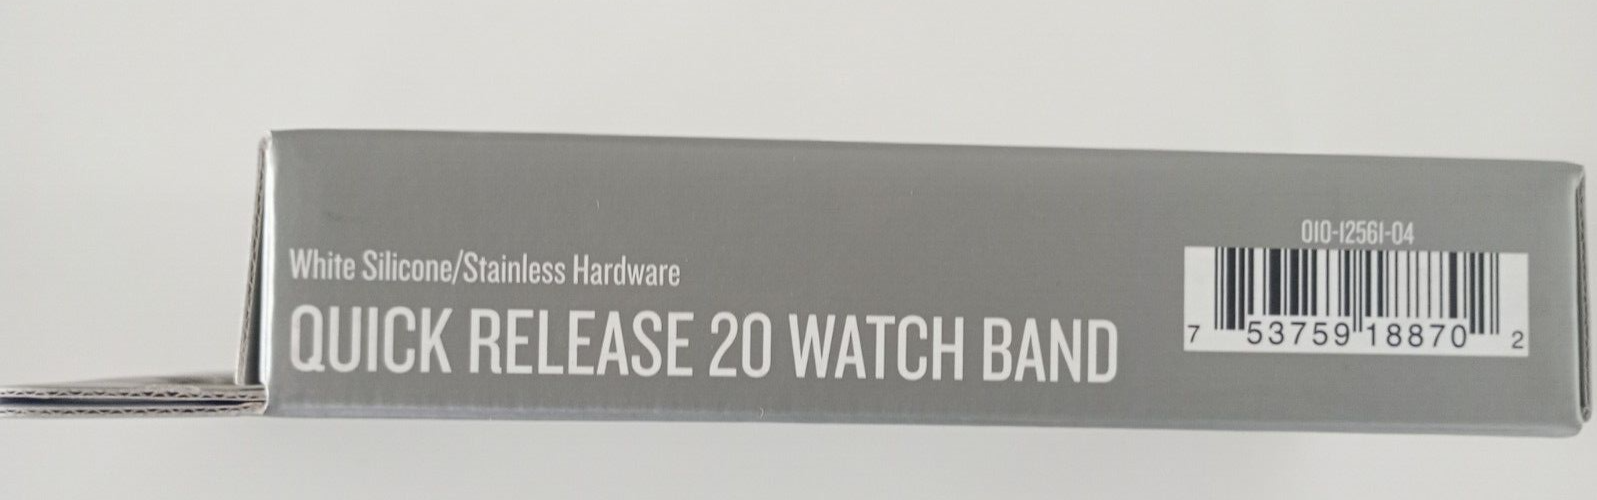 White Silicone/Stainless Hardware
QUICK RELEASE 20 WATCH BAND
010-12561-04
7 53759 18870 2